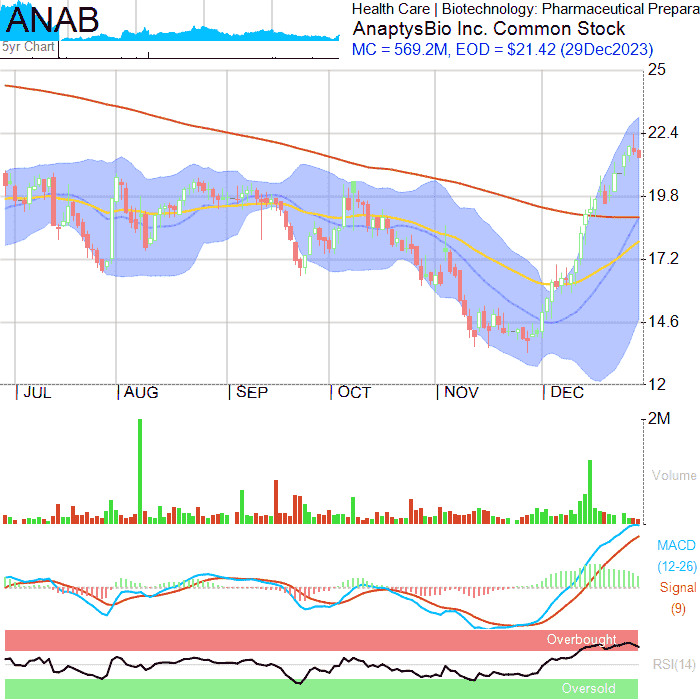 ANAB
5yr Chart
Health Care | Biotechnology: Pharmaceutical Prepara
AnaptysBio Inc. Common Stock
MC = 569.2M, EOD = $21.42 (29Dec2023)
25
22.4
19.8
17.2
14.6
12
JUL AUG SEP OCT NOV DEC
2M
Volume
MACD
(12-26)
Signal
(9)
Overbought
RSI(14)
Oversold